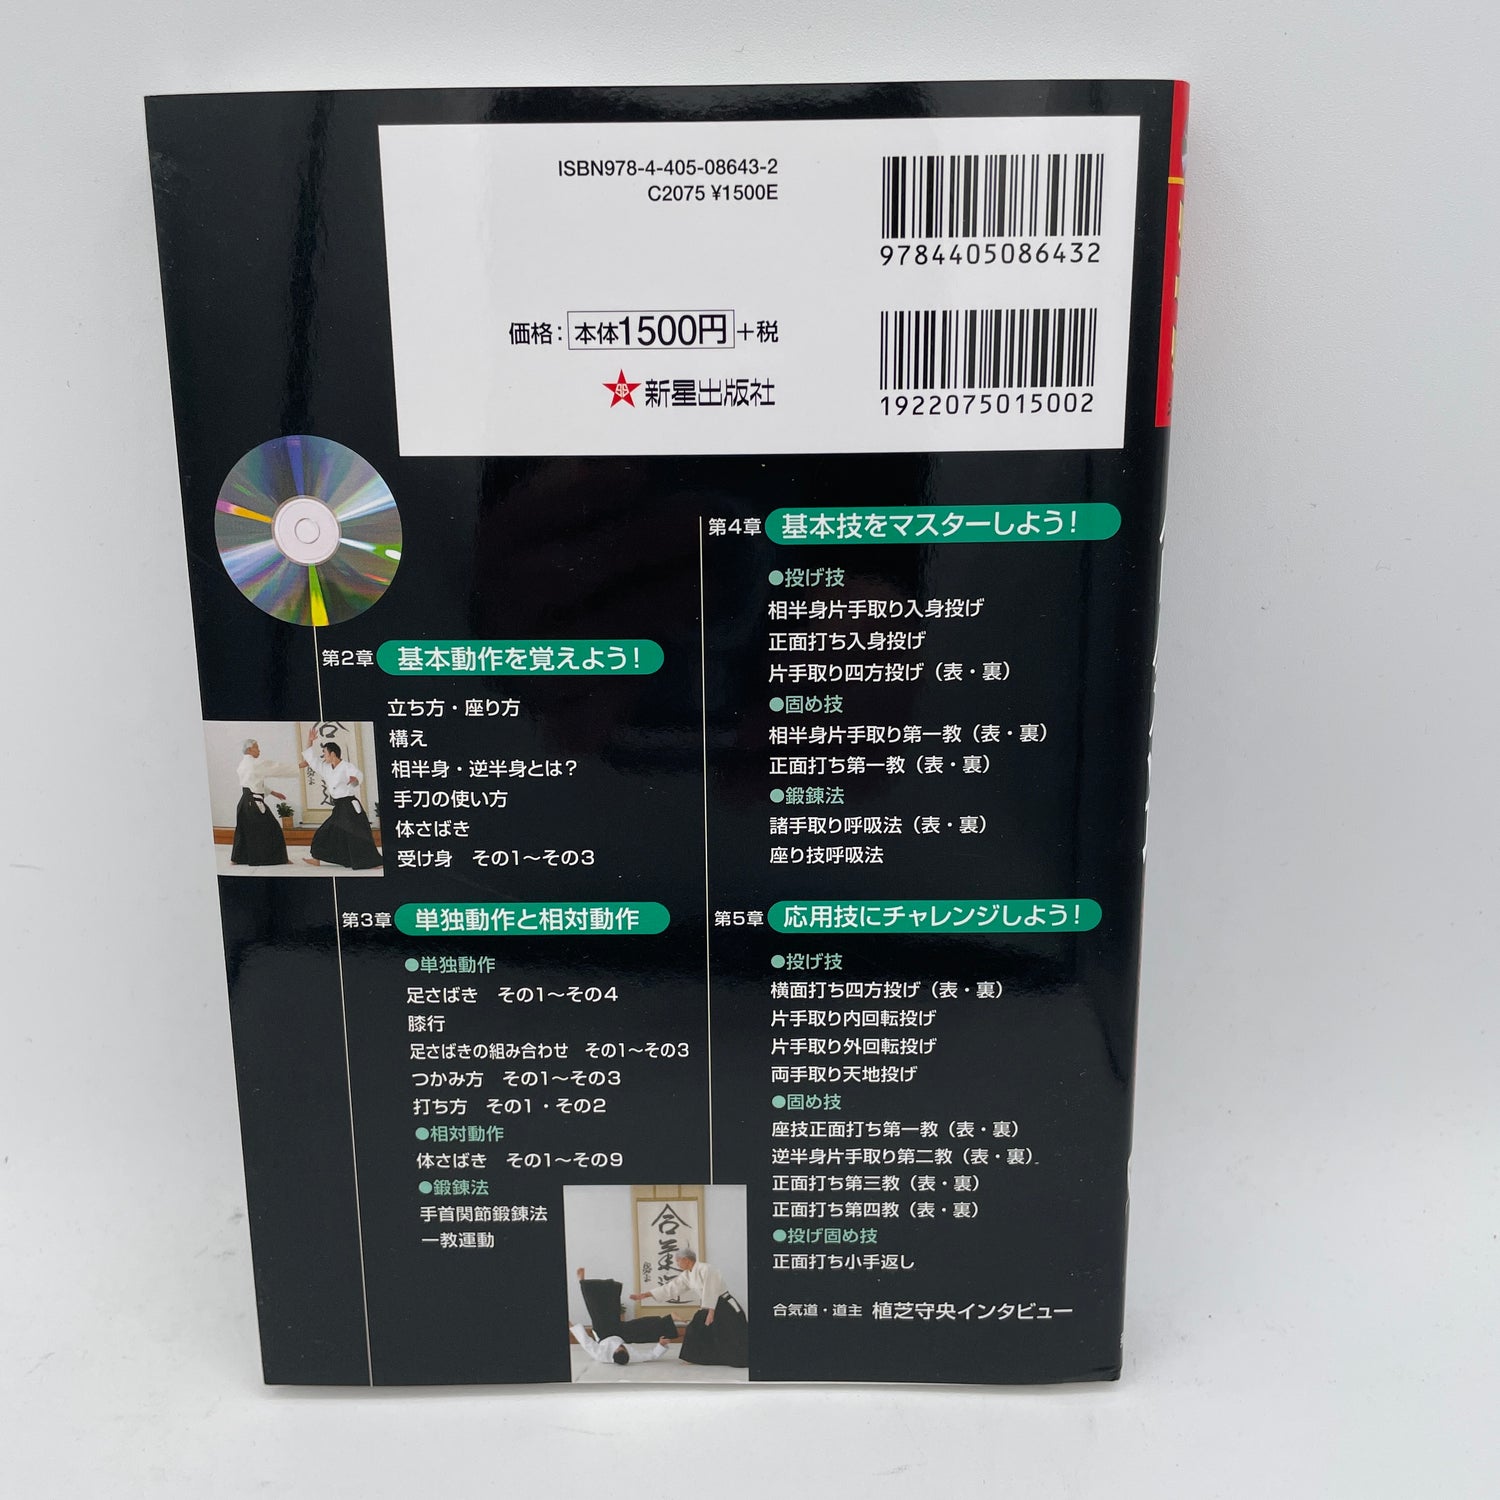 ISBN978-4-405-08643-2
C2075 ¥1500E
9784405086432
価格：本体1500円＋税
新星出版社
1922075015002
第2章 基本動作を覚えよう！
立ち方・座り方
構え
相半身・逆半身とは？
手刀の使い方
体さばき
受け身　その1～その3
第3章 単独動作と相対動作
●単独動作
足さばき　その1～その4
膝行
足さばきの組み合わせ　その1～その3
つかみ方　その1～その3
打ち方　その1・その2
●相対動作
体さばき　その1～その9
●鍛錬法
手首関節鍛錬法
一教運動
第4章 基本技をマスターしよう！
●投げ技
相半身片手取り入身投げ
正面打ち入身投げ
片手取り四方投げ（表・裏）
●固め技
相半身片手取り第一教（表・裏）
正面打ち第一教（表・裏）
●鍛錬法
諸手取り呼吸法（表・裏）
座り技呼吸法
第5章 応用技にチャレンジしよう！
●投げ技
横面打ち四方投げ（表・裏）
片手取り内回転投げ
片手取り外回転投げ
両手取り天地投げ
●固め技
座技正面打ち第一教（表・裏）
逆半身片手取り第二教（表・裏）
正面打ち第三教（表・裏）
正面打ち第四教（表・裏）
●投げ固め技
正面打ち小手返し
合気道・道主 植芝守央インタビュー
合氣道